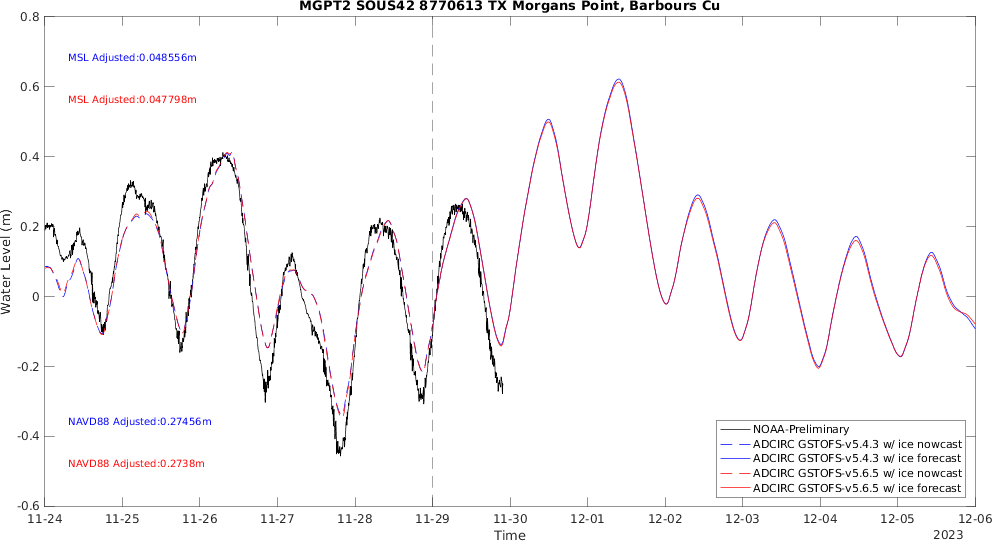 MGPT2 SOUS42 8770613 TX Morgans Point, Barbours Cu
0.8
MSL Adjusted:0.048556m
0.6
MSL Adjusted:0.047798m
0.4
0.2
Water Level (m)
0
-0.2
NAVD88 Adjusted:0.27456m
-0.4
NAVD88 Adjusted:0.2738m
-0.6
NOAA-Preliminary
ADCIRC GSTOFS-v5.4.3 w/ ice nowcast
ADCIRC GSTOFS-v5.4.3 w/ ice forecast
ADCIRC GSTOFS-v5.6.5 w/ ice nowcast
ADCIRC GSTOFS-v5.6.5 w/ ice forecast
11-24 11-25 11-26 11-27 11-28 11-29 11-30 12-01 12-02 12-03 12-04 12-05 12-06
Time
2023